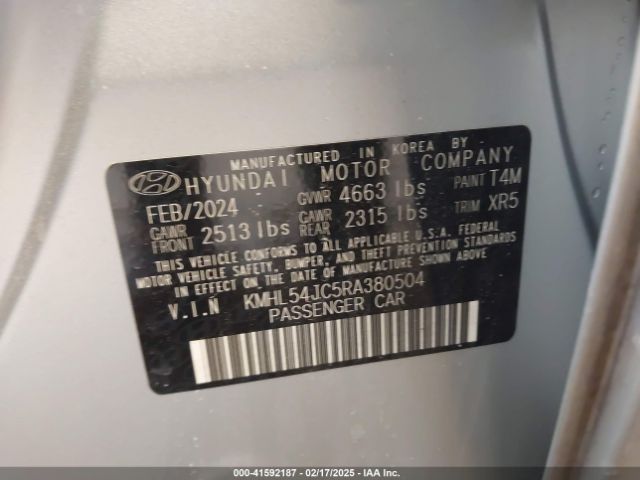 MANUFACTURED IN KOREA BY
HYUNDAI MOTOR COMPANY
FEB/2024 GVWR 4663 lbs PAINT T4M
GAWR FRONT 2513 lbs GAWR REAR 2315 lbs TRIM XR5
THIS VEHICLE CONFORMS TO ALL APPLICABLE U.S.A. FEDERAL
MOTOR VEHICLE SAFETY, BUMPER, AND THEFT PREVENTION STANDARDS
IN EFFECT ON THE DATE OF MANUFACTURE SHOWN ABOVE
V.I.N KMHL54JC5RA380504
PASSENGER CAR
000-41592187 - 02/17/2025 - IAA Inc.